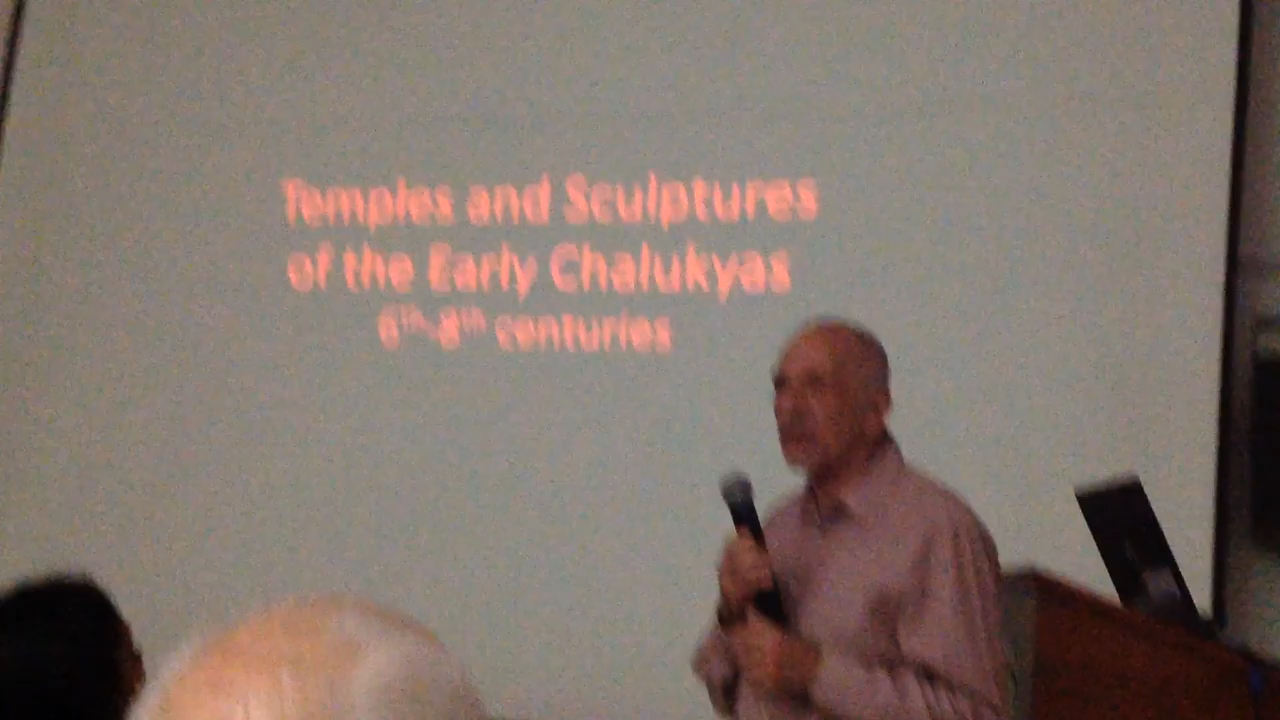 Temples and Sculptures
of the Early Chalukyas
6th-8th centuries